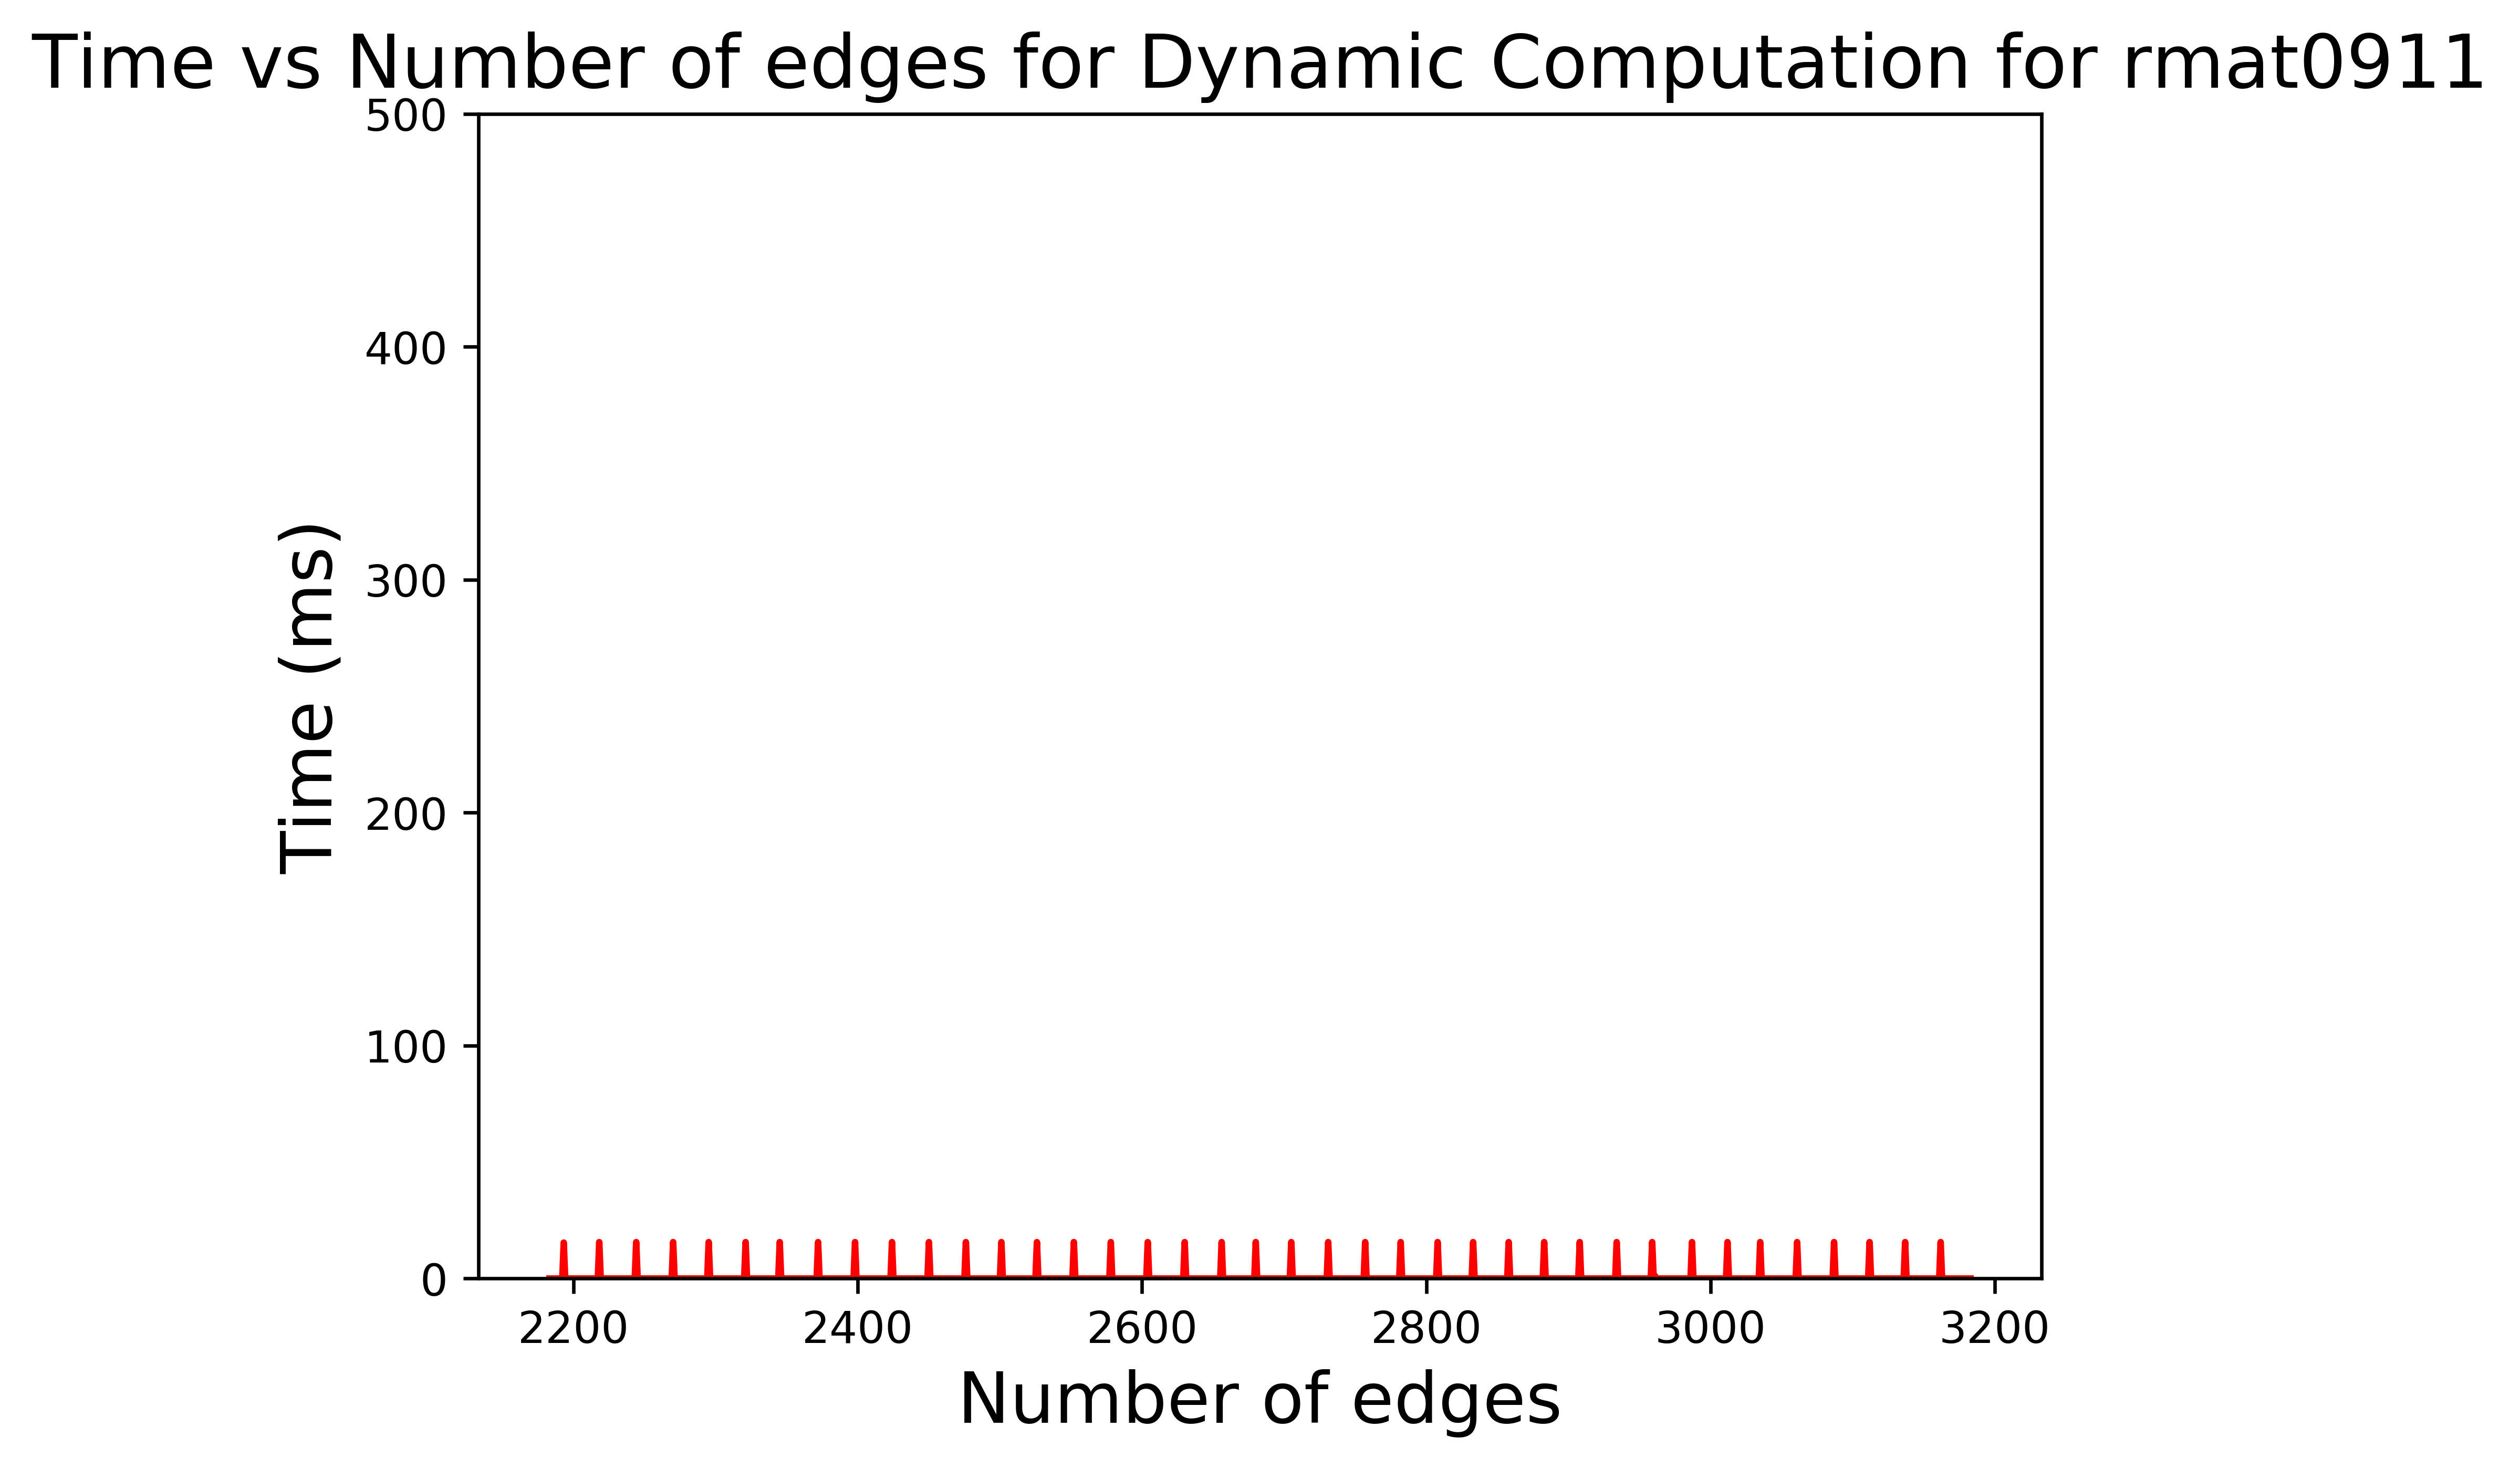 Time vs Number of edges for Dynamic Computation for rmat0911
500
400
300
200
100
0
Time (ms)
2200 2400 2600 2800 3000 3200
Number of edges